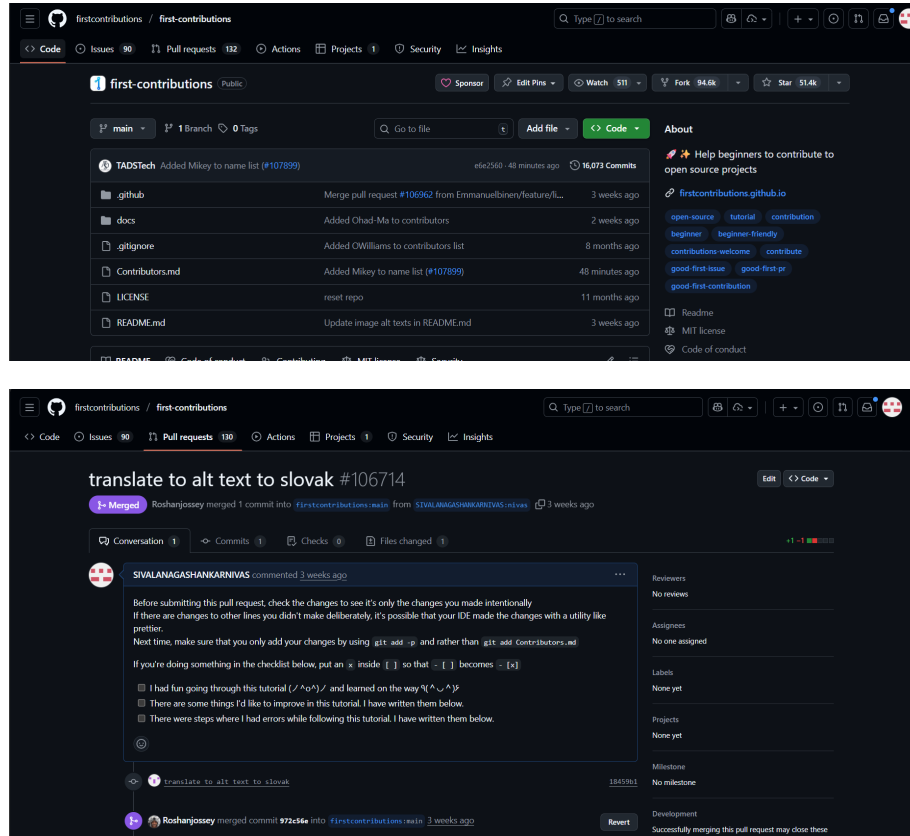 firstcontributions / first-contributions
Type / to search
Code Issues 90 Pull requests 132 Actions Projects 1 Security Insights
first-contributions Public
Sponsor Edit Pins Watch 511 Fork 94.6k Star 51.4k
main 1 Branch 0 Tags Go to file t Add file Code
About
Help beginners to contribute to
open source projects
firstcontributions.github.io
open-source tutorial contribution
beginner beginner-friendly
contributions-welcome contribute
good-first-issue good-first-pr
good-first-contribution
Readme
MIT license
Code of conduct
TADSTech Added Mikey to name list (#107899) e6e2560 · 48 minutes ago 16,073 Commits
.github Merge pull request #106962 from Emmanuelbinen/feature/li... 3 weeks ago
docs Added Ohad-Ma to contributors 2 weeks ago
.gitignore Added OWilliams to contributors list 8 months ago
Contributors.md Added Mikey to name list (#107899) 48 minutes ago
LICENSE reset repo 11 months ago
README.md Update image alt texts in README.md 3 weeks ago
README Code of conduct Contributing MIT license Security
firstcontributions / first-contributions
Type / to search
Code Issues 90 Pull requests 130 Actions Projects 1 Security Insights
translate to alt text to slovak #106714
Edit Code
Merged Roshanjossey merged 1 commit into firstcontributions:main from SIVALANAGASHANKARNIVAS:nivas 3 weeks ago
Conversation 1 Commits 1 Checks 0 Files changed 1
+1 -1
SIVALANAGASHANKARNIVAS commented 3 weeks ago
Before submitting this pull request, check the changes to see it's only the changes you made intentionally
If there are changes to other lines you didn't make deliberately, it's possible that your IDE made the changes with a utility like
prettier.
Next time, make sure that you only add your changes by using git add -p and rather than git add Contributors.md
If you're doing something in the checklist below, put an x inside [ ] so that - [ ] becomes - [x]
I had fun going through this tutorial (ノ^o^)ノ and learned on the way ٩(^‿^)۶
There are some things I'd like to improve in this tutorial. I have written them below.
There were steps where I had errors while following this tutorial. I have written them below.
translate to alt text to slovak 18459b1
Roshanjossey merged commit 972c56e into firstcontributions:main 3 weeks ago
Revert
Reviewers
No reviews
Assignees
No one assigned
Labels
None yet
Projects
None yet
Milestone
No milestone
Development
Successfully merging this pull request may close these